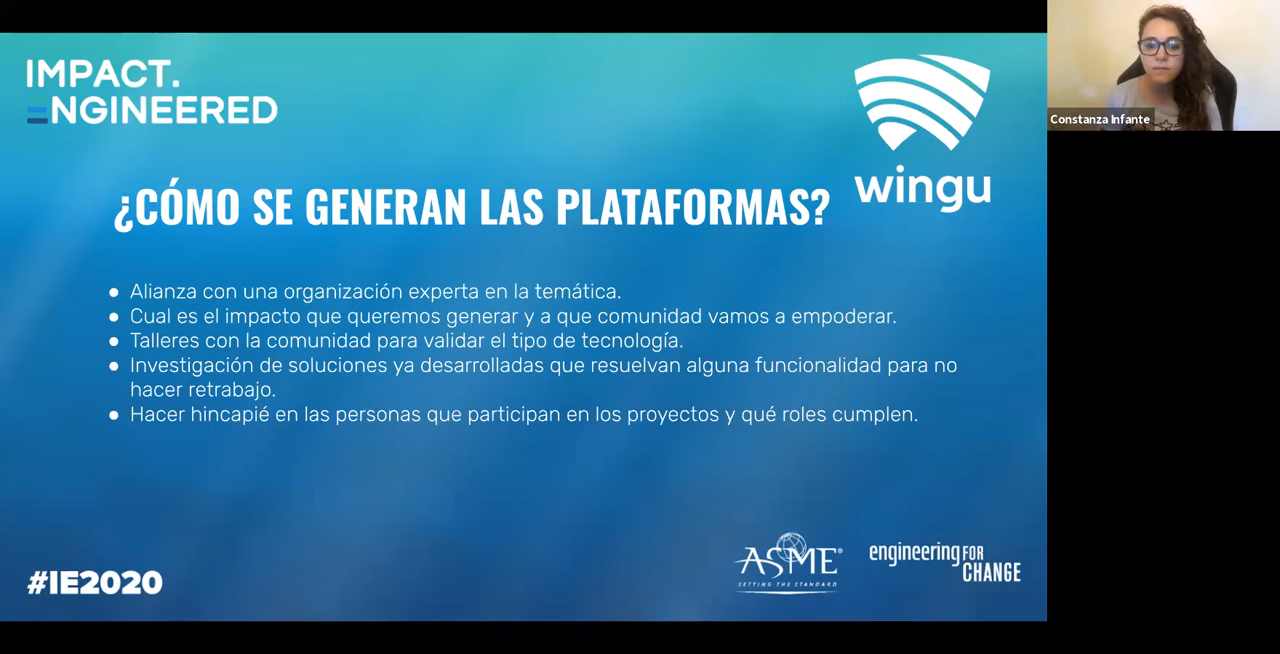 IMPACT.
ENGINEERED
wingu
Constanza Infante
¿CÓMO SE GENERAN LAS PLATAFORMAS?
● Alianza con una organización experta en la temática.
● Cual es el impacto que queremos generar y a que comunidad vamos a empoderar.
● Talleres con la comunidad para validar el tipo de tecnología.
● Investigación de soluciones ya desarrolladas que resuelvan alguna funcionalidad para no
hacer retrabajo.
● Hacer hincapié en las personas que participan en los proyectos y qué roles cumplen.
#IE2020
ASME®
SETTING THE STANDARD
engineering FOR
CHANGE